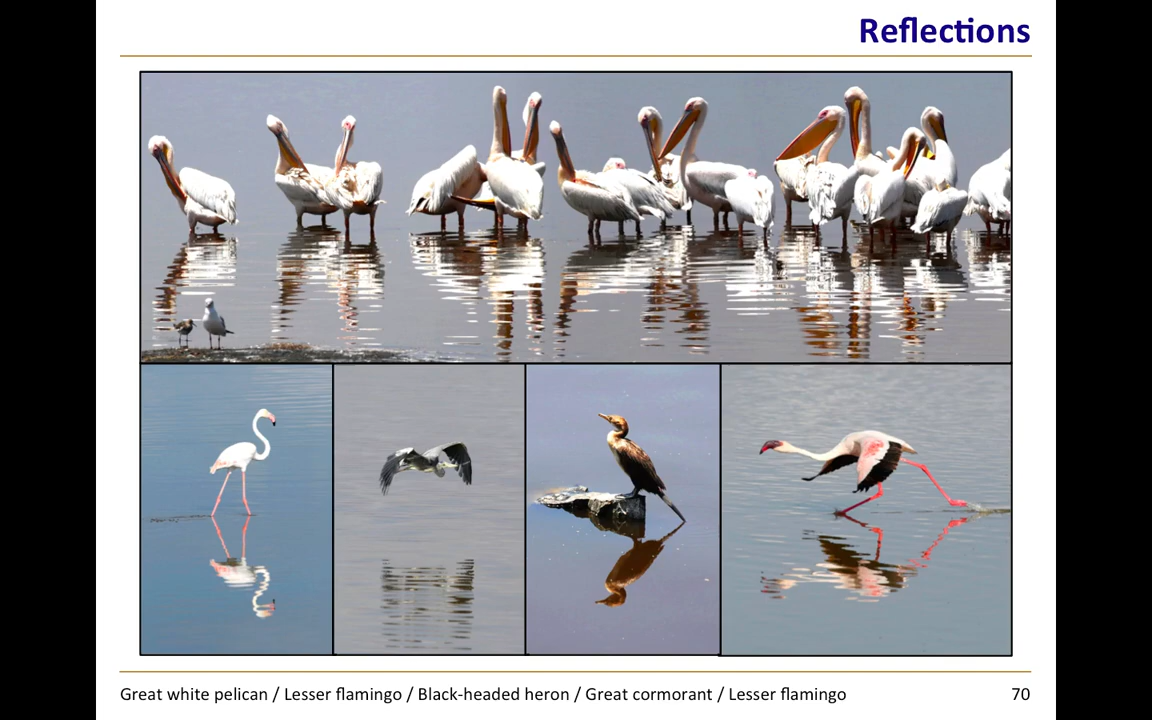 Reflections
Great white pelican / Lesser flamingo / Black-headed heron / Great cormorant / Lesser flamingo
70